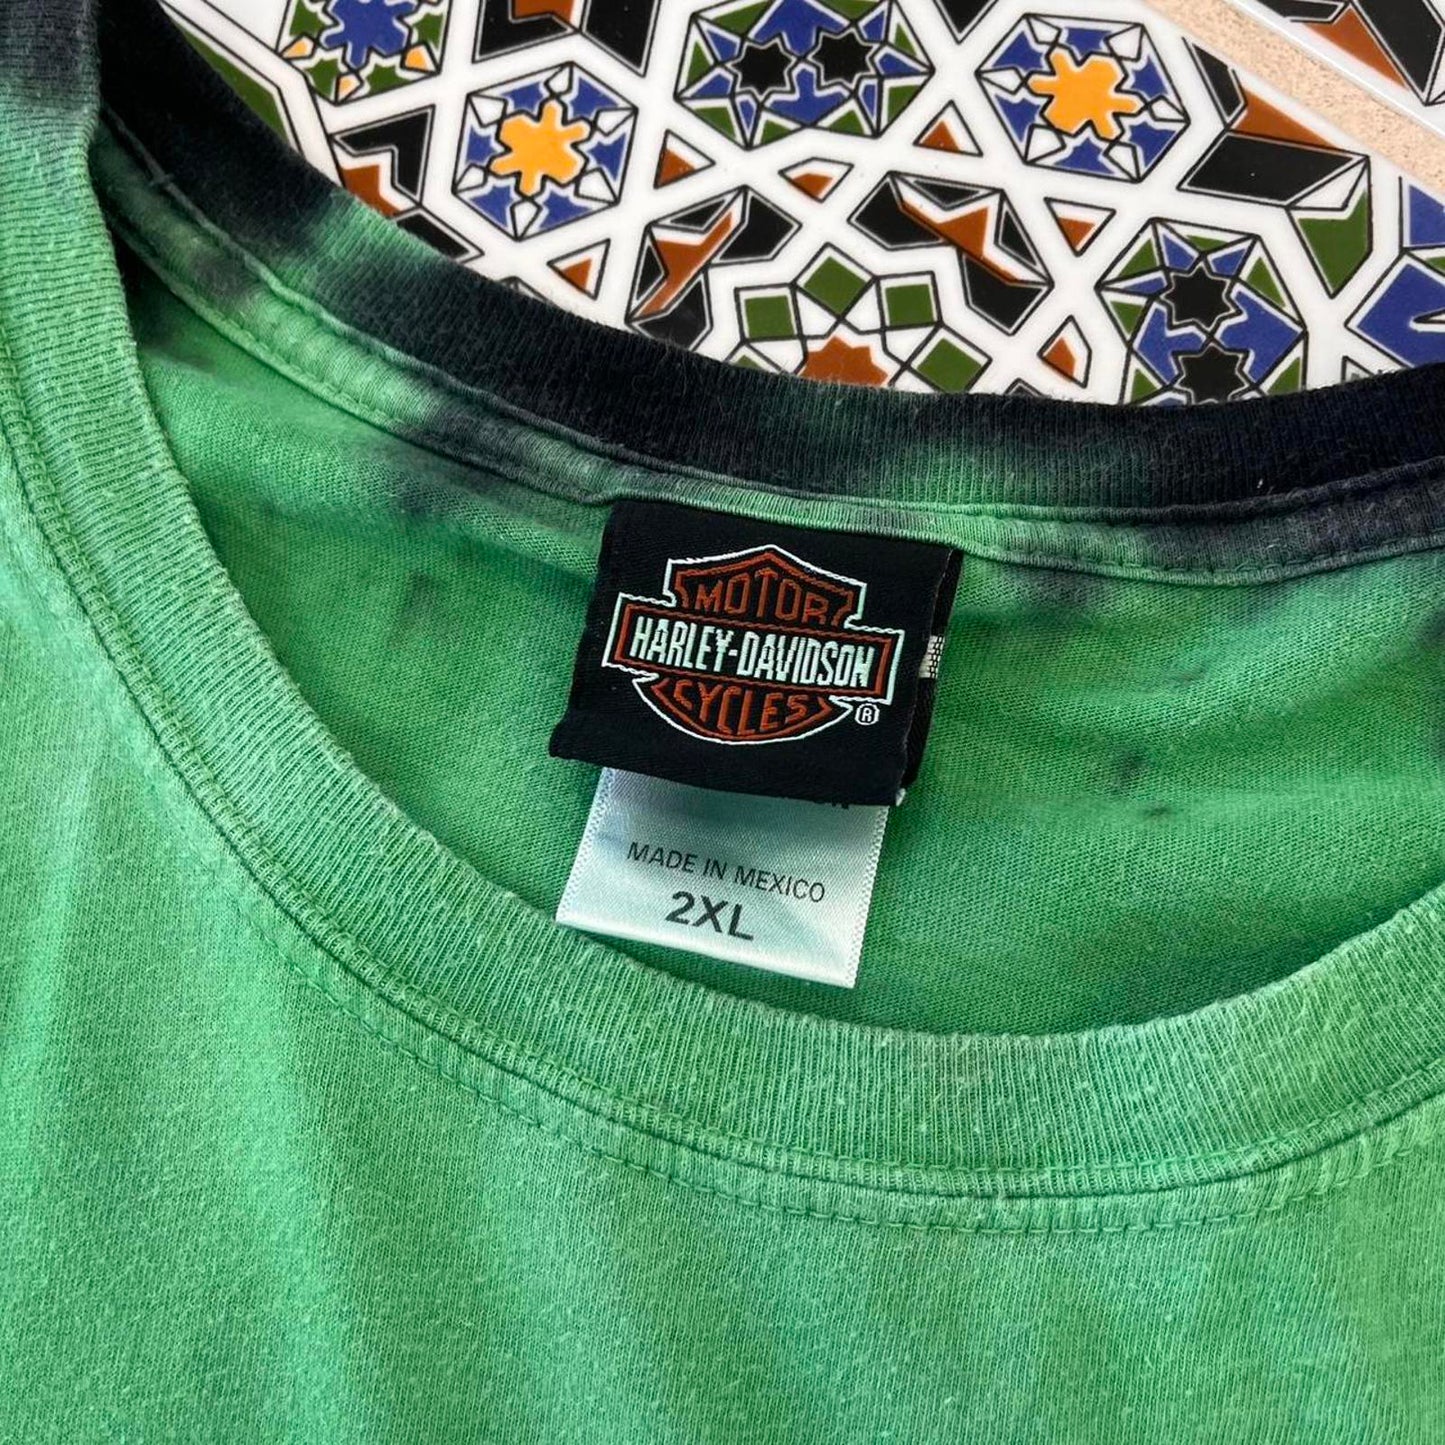 MOTOR
HARLEY-DAVIDSON
CYCLES
®
MADE IN MEXICO
2XL